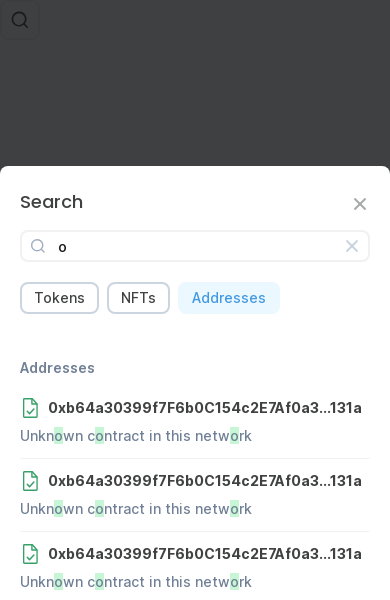 Search
o
Tokens NFTs Addresses
Addresses
0xb64a30399f7F6b0C154c2E7Af0a3...131a
Unknown contract in this network
0xb64a30399f7F6b0C154c2E7Af0a3...131a
Unknown contract in this network
0xb64a30399f7F6b0C154c2E7Af0a3...131a
Unknown contract in this network